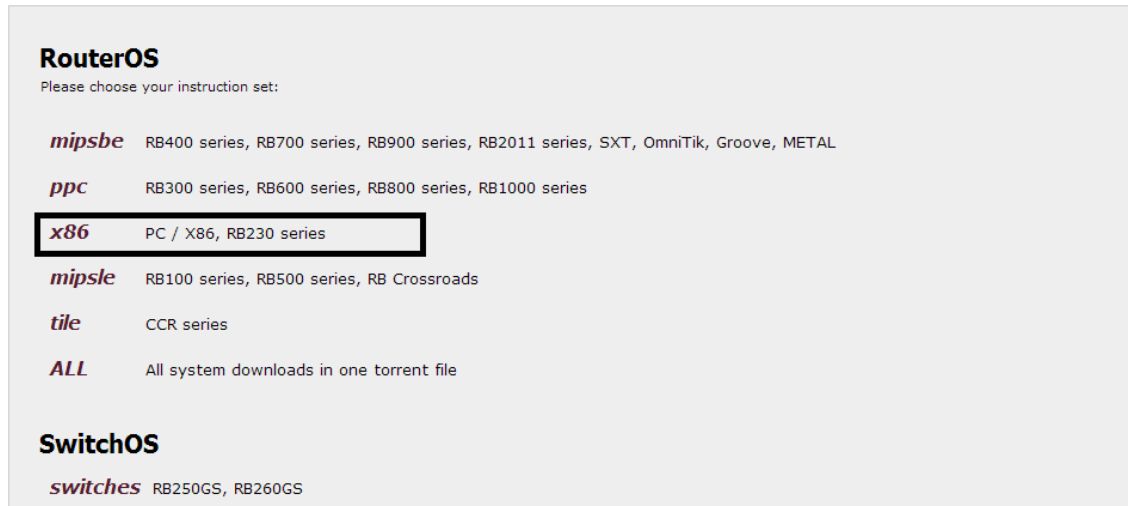 RouterOS
Please choose your instruction set:
mipsbe RB400 series, RB700 series, RB900 series, RB2011 series, SXT, OmniTik, Groove, METAL
ppc RB300 series, RB600 series, RB800 series, RB1000 series
x86 PC / X86, RB230 series
mipsle RB100 series, RB500 series, RB Crossroads
tile CCR series
ALL All system downloads in one torrent file
SwitchOS
switches RB250GS, RB260GS